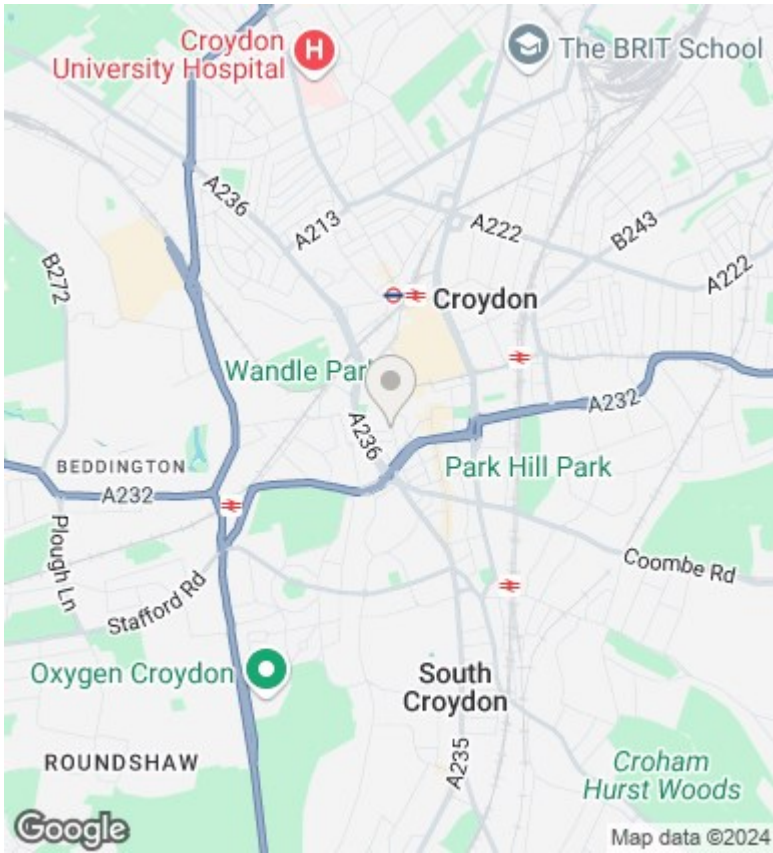 Croydon
University Hospital
H
The BRIT School
A236
A213
A222
B243
B272
A222
Croydon
Wandle Par
A236
A232
BEDDINGTON
A232
Park Hill Park
Plough Ln
Stafford Rd
Coombe Rd
Oxygen Croydon
South
Croydon
ROUNDSHAW
A235
Croham
Hurst Woods
Google
Map data ©2024